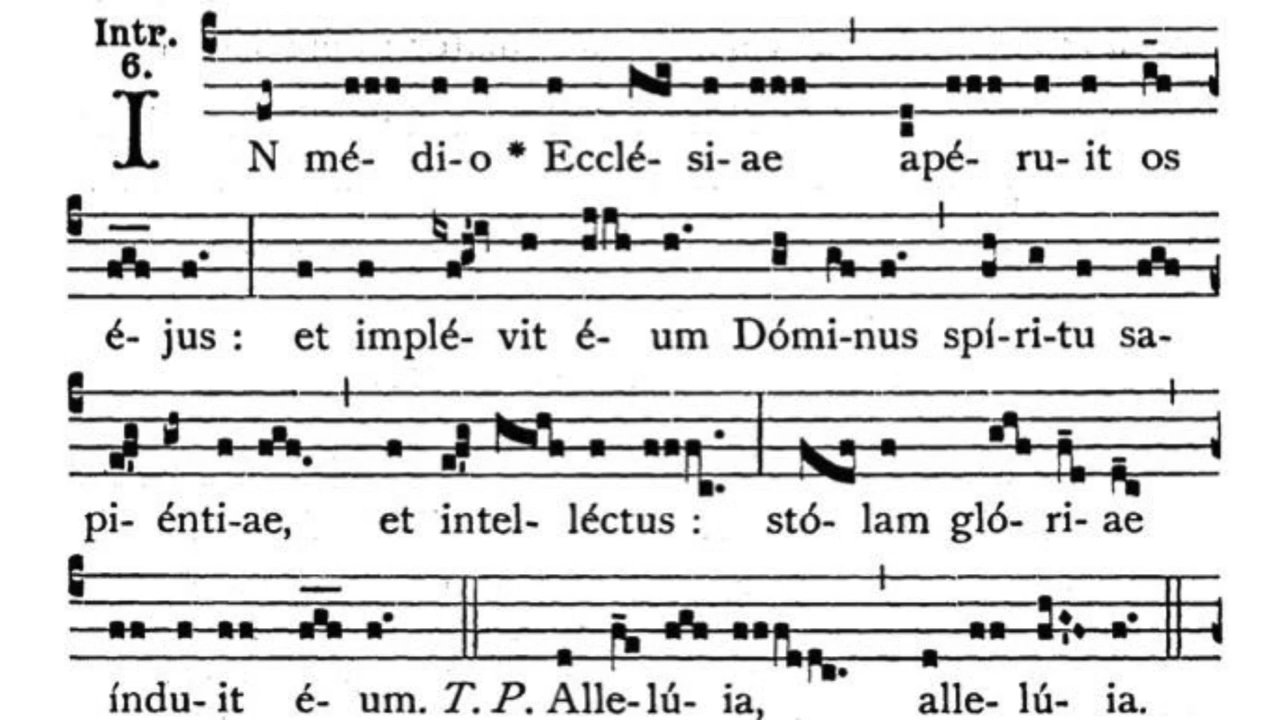 Intr.
6.
IN mé- di-o * Ecclé- si- ae apé- ru- it os
é- jus : et implé- vit é- um Dómi-nus spí-ri-tu sa-
pi- énti-ae, et intel- léctus : stó- lam gló- ri- ae
índu- it é- um. T. P. Alle-lú- ia, alle- lú- ia.